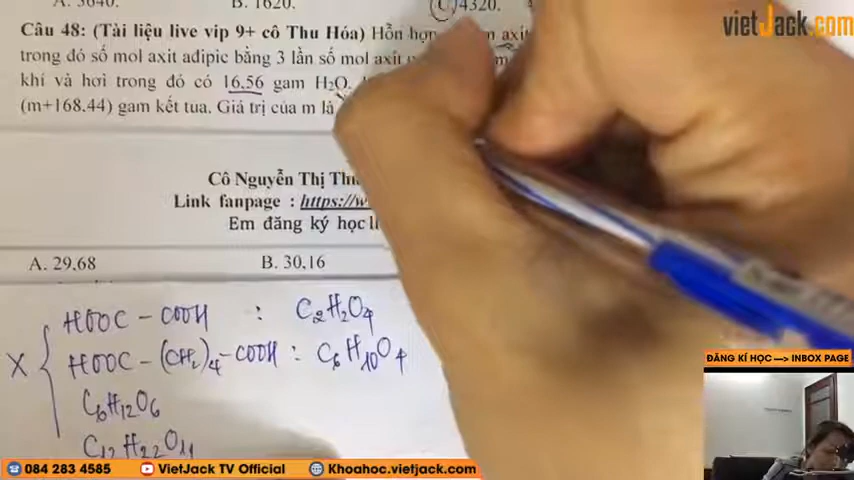 A. 3640. B. 1620. C. 4320.
vietJack.com
Câu 48: (Tài liệu live vip 9+ cô Thu Hóa) Hỗn axit
trong đó số mol axit adipic bằng 3 lần số mol axit
khí và hơi trong đó có 16,56 gam H₂O.
(m+168.44) gam kết tủa. Giá trị của m là
Cô Nguyễn Thị
Link fanpage : https://w
Em đăng ký học
A. 29,68 B. 30,16
HOOC - COOH : C₂H₂O₄
X { HOOC - (CH₂)₄ - COOH : C₆H₁₀O₄
C₆H₁₂O₆
C₁₂H₂₂O₁₁
ĐĂNG KÍ HỌC —> INBOX PAGE
084 283 4585 VietJack TV Official Khoahoc.vietjack.com